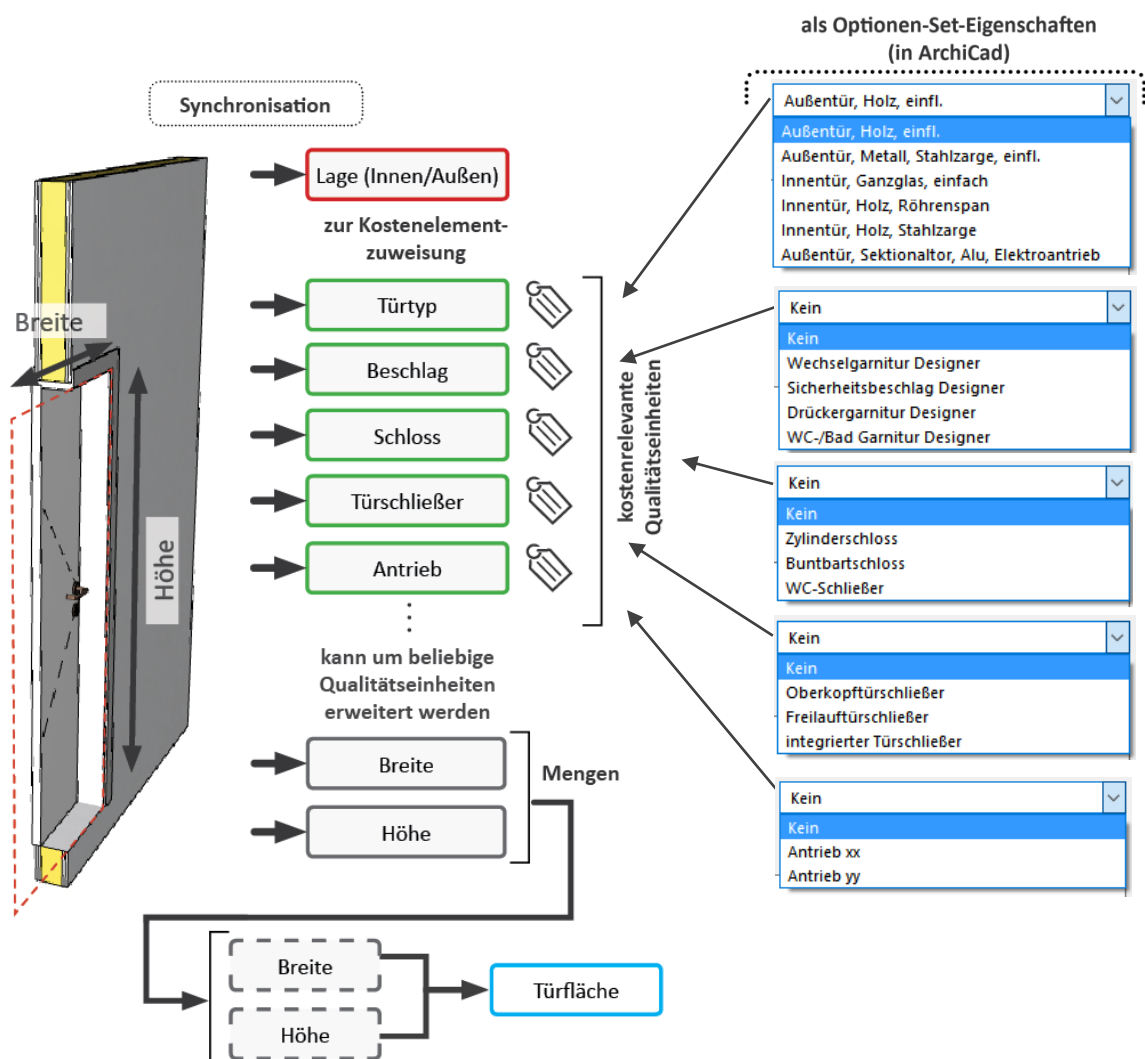 als Optionen-Set-Eigenschaften
(in ArchiCad)
Synchronisation
Breite
Höhe
Lage (Innen/Außen)
zur Kostenelement-
zuweisung
Türtyp
Beschlag
Schloss
Türschließer
Antrieb
kann um beliebige
Qualitätseinheiten
erweitert werden
Breite
Höhe
Mengen
kostenrelevante
Qualitätseinheiten
Außentür, Holz, einfl.
Außentür, Holz, einfl.
Außentür, Metall, Stahlzarge, einfl.
Innentür, Ganzglas, einfach
Innentür, Holz, Röhrenspan
Innentür, Holz, Stahlzarge
Außentür, Sektionaltor, Alu, Elektroantrieb
Kein
Kein
Wechselgarnitur Designer
Sicherheitsbeschlag Designer
Drückergarnitur Designer
WC-/Bad Garnitur Designer
Kein
Kein
Zylinderschloss
Buntbartschloss
WC-Schließer
Kein
Kein
Oberkopftürschließer
Freilauftürschließer
integrierter Türschließer
Kein
Kein
Antrieb xx
Antrieb yy
Breite
Höhe
Türfläche